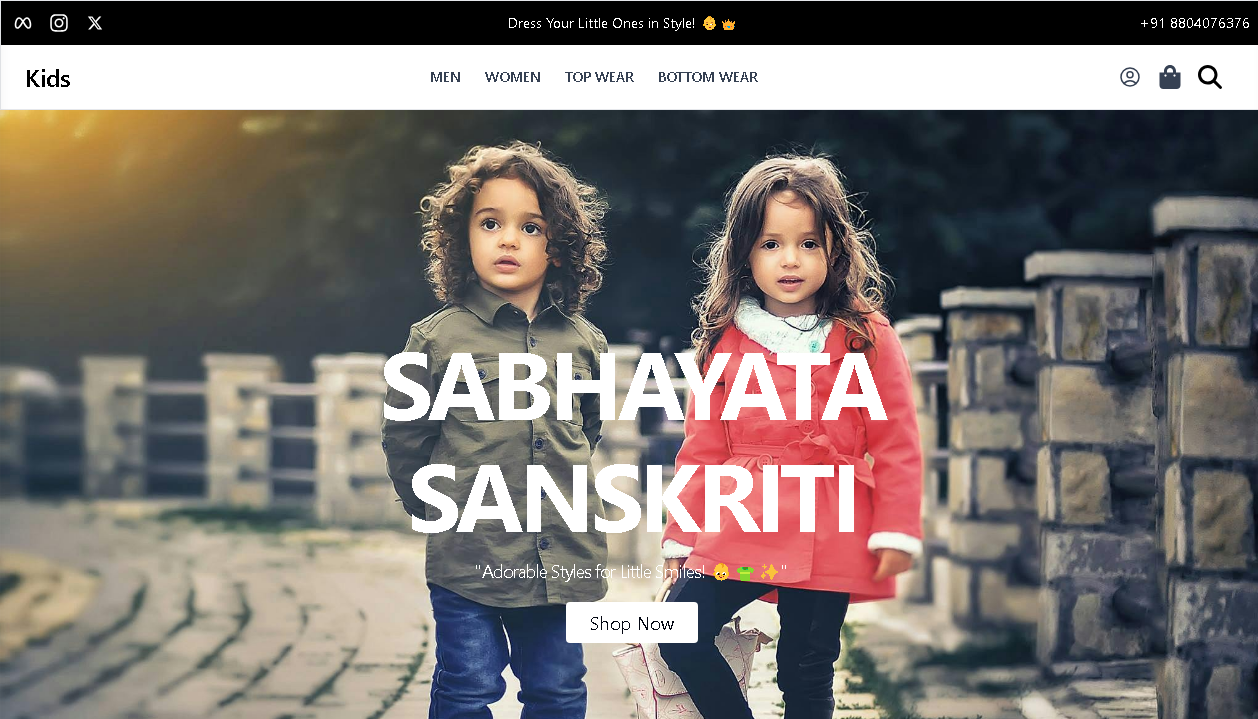 Dress Your Little Ones in Style! 👶 👑
+91 8804076376
Kids
MEN WOMEN TOP WEAR BOTTOM WEAR
SABHAYATA
SANSKRITI
"Adorable Styles for Little Smiles! 👶 👕 ✨"
Shop Now